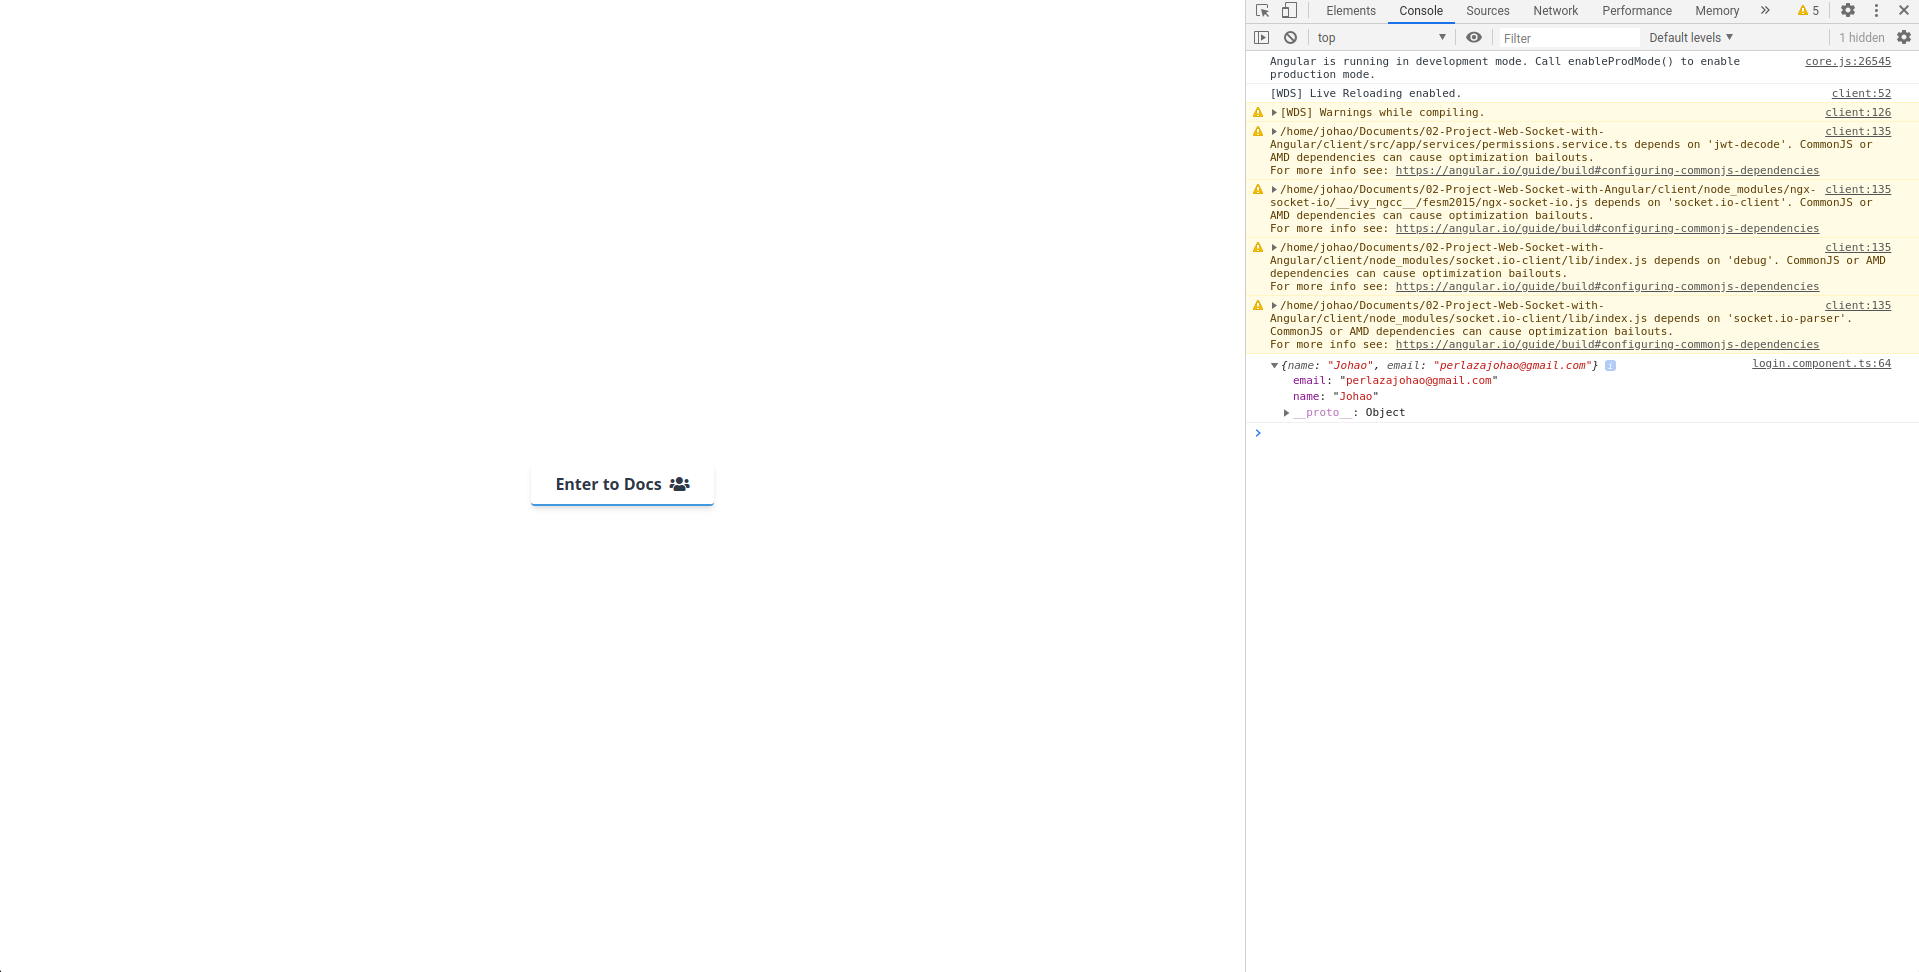 Elements Console Sources Network Performance Memory 5
top Filter Default levels 1 hidden
Angular is running in development mode. Call enableProdMode() to enable core.js:26545
production mode.
[WDS] Live Reloading enabled. client:52
[WDS] Warnings while compiling. client:126
/home/johao/Documents/02-Project-Web-Socket-with- client:135
Angular/client/src/app/services/permissions.service.ts depends on 'jwt-decode'. CommonJS or
AMD dependencies can cause optimization bailouts.
For more info see: https://angular.io/guide/build#configuring-commonjs-dependencies
/home/johao/Documents/02-Project-Web-Socket-with-Angular/client/node_modules/ngx- client:135
socket-io/__ivy_ngcc__/fesm2015/ngx-socket-io.js depends on 'socket.io-client'. CommonJS or
AMD dependencies can cause optimization bailouts.
For more info see: https://angular.io/guide/build#configuring-commonjs-dependencies
/home/johao/Documents/02-Project-Web-Socket-with- client:135
Angular/client/node_modules/socket.io-client/lib/index.js depends on 'debug'. CommonJS or AMD
dependencies can cause optimization bailouts.
For more info see: https://angular.io/guide/build#configuring-commonjs-dependencies
/home/johao/Documents/02-Project-Web-Socket-with- client:135
Angular/client/node_modules/socket.io-client/lib/index.js depends on 'socket.io-parser'.
CommonJS or AMD dependencies can cause optimization bailouts.
For more info see: https://angular.io/guide/build#configuring-commonjs-dependencies
{name: "Johao", email: "perlazajohao@gmail.com"} i login.component.ts:64
email: "perlazajohao@gmail.com"
name: "Johao"
__proto__: Object
Enter to Docs